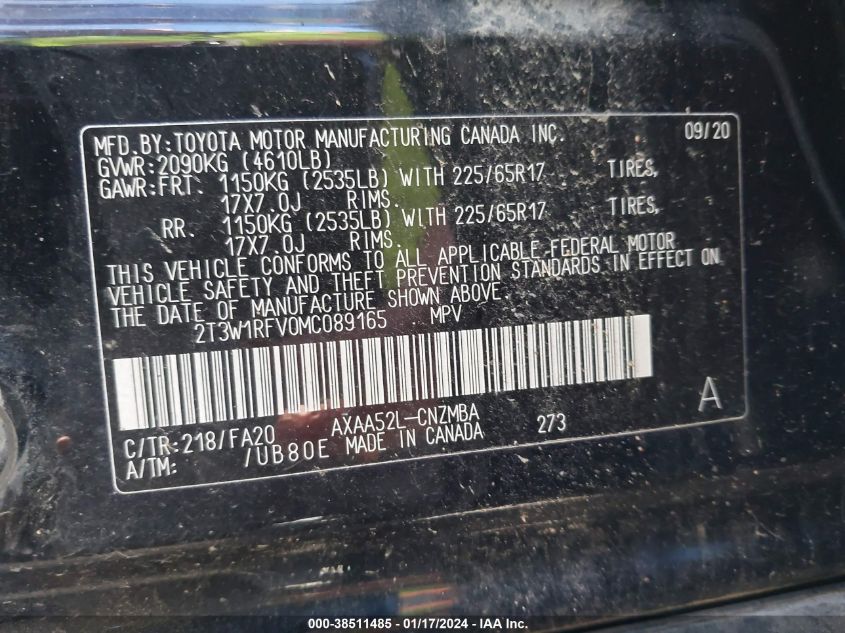 MFD.BY:TOYOTA MOTOR MANUFACTURING CANADA INC. 09/20
GVWR:2090KG (4610LB)
GAWR:FRT. 1150KG (2535LB) WITH 225/65R17 TIRES,
17X7.0J RIMS.
RR. 1150KG (2535LB) WITH 225/65R17 TIRES,
17X7.0J RIMS.
THIS VEHICLE CONFORMS TO ALL APPLICABLE FEDERAL MOTOR
VEHICLE SAFETY AND THEFT PREVENTION STANDARDS IN EFFECT ON
THE DATE OF MANUFACTURE SHOWN ABOVE.
2T3W1RFV0MC089165 MPV
A
C/TR:218/FA20 AXAA52L-CNZMBA 273
A/TM: /UB80E MADE IN CANADA
000-38511485 - 01/17/2024 - IAA Inc.